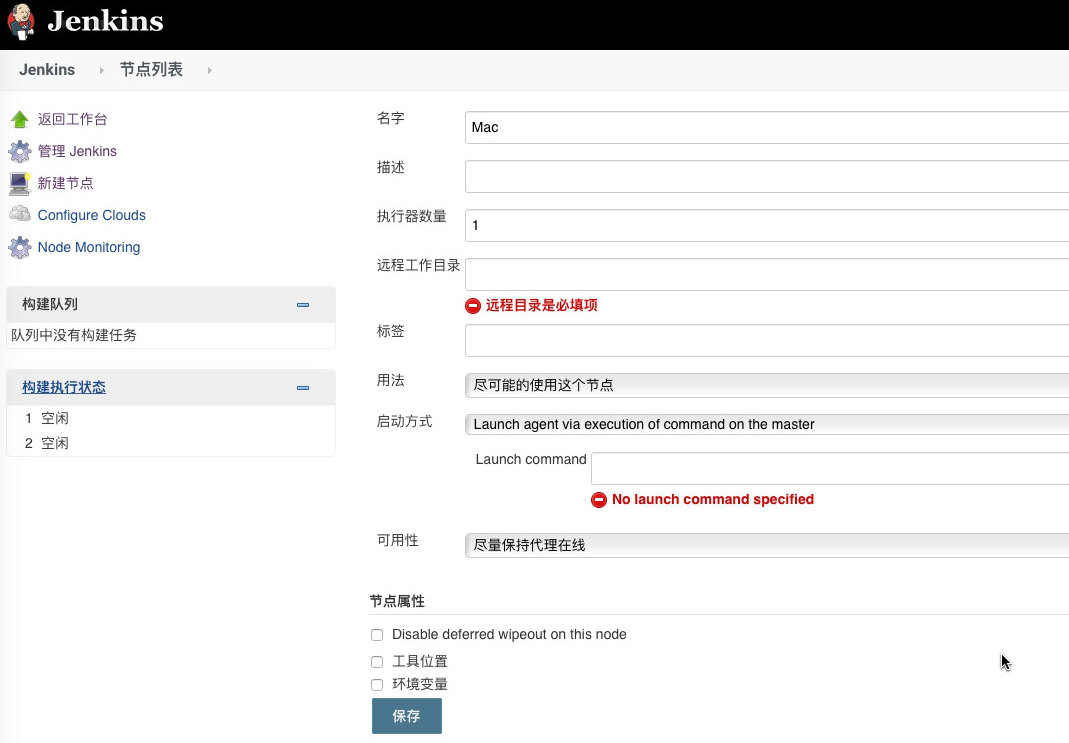 Jenkins
Jenkins 节点列表
返回工作台
管理 Jenkins
新建节点
Configure Clouds
Node Monitoring
构建队列
队列中没有构建任务
构建执行状态
1 空闲
2 空闲
名字 Mac
描述
执行器数量 1
远程工作目录
远程目录是必填项
标签
用法 尽可能的使用这个节点
启动方式 Launch agent via execution of command on the master
Launch command
No launch command specified
可用性 尽量保持代理在线
节点属性
Disable deferred wipeout on this node
工具位置
环境变量
保存